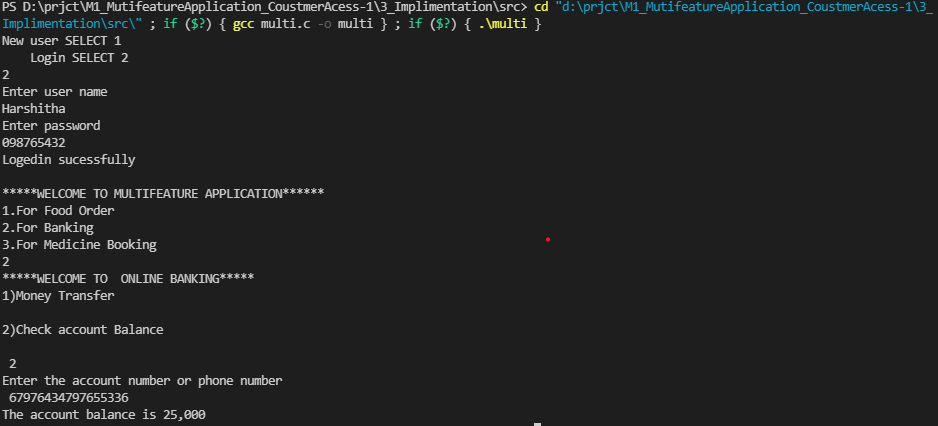 PS D:\prjct\M1_MutifeatureApplication_CoustmerAcess-1\3_Implimentation\src> cd "d:\prjct\M1_MutifeatureApplication_CoustmerAcess-1\3_
Implimentation\src\" ; if ($?) { gcc multi.c -o multi } ; if ($?) { .\multi }
New user SELECT 1
    Login SELECT 2
2
Enter user name
Harshitha
Enter password
098765432
Logedin sucessfully
*****WELCOME TO MULTIFEATURE APPLICATION******
1.For Food Order
2.For Banking
3.For Medicine Booking
2
*****WELCOME TO  ONLINE BANKING*****
1)Money Transfer
2)Check account Balance
 2
Enter the account number or phone number
 67976434797655336
The account balance is 25,000